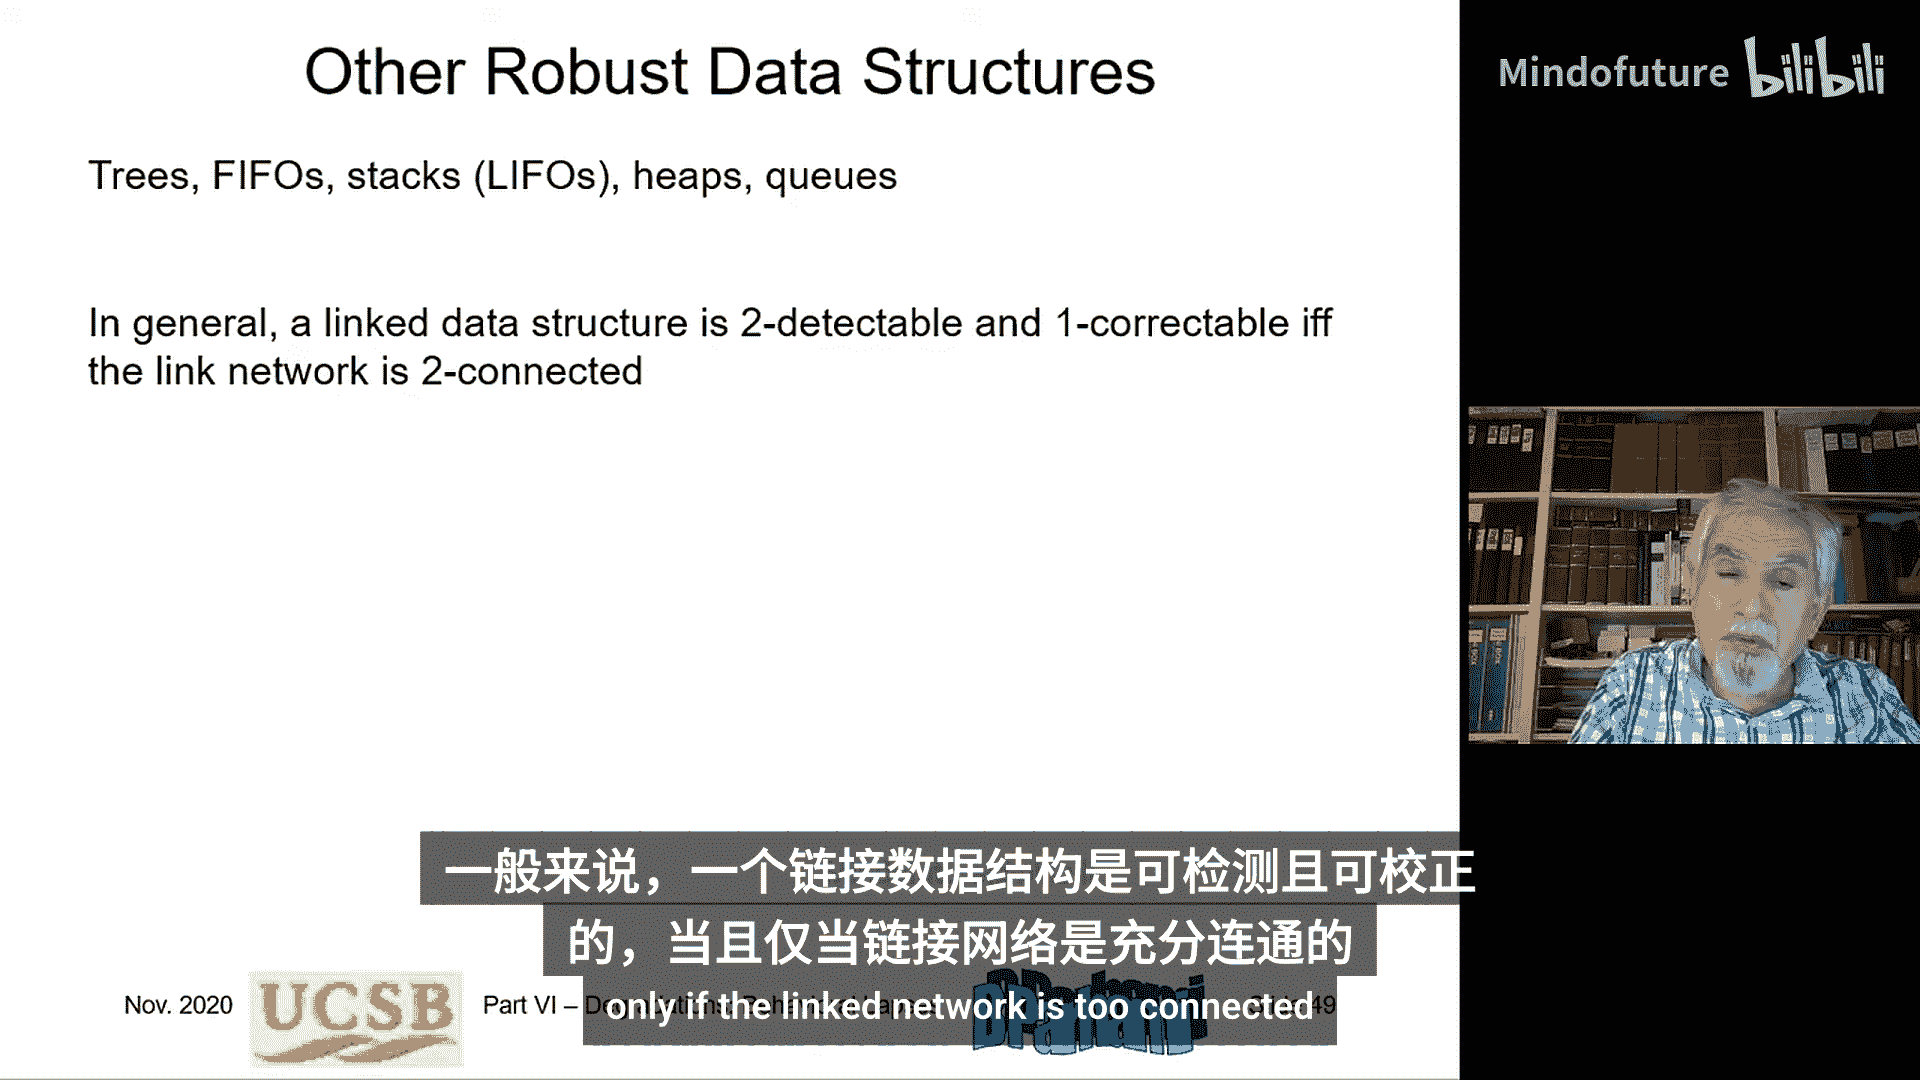 Other Robust Data Structures
Mindofuture bilibili
Trees, FIFOs, stacks (LIFOs), heaps, queues
In general, a linked data structure is 2-detectable and 1-correctable iff
the link network is 2-connected
一般来说，一个链接数据结构是可检测且可校正
的，当且仅当链接网络是充分连通的
only if the linked network is too connected
Nov. 2020
UCSB
Part VI –
49